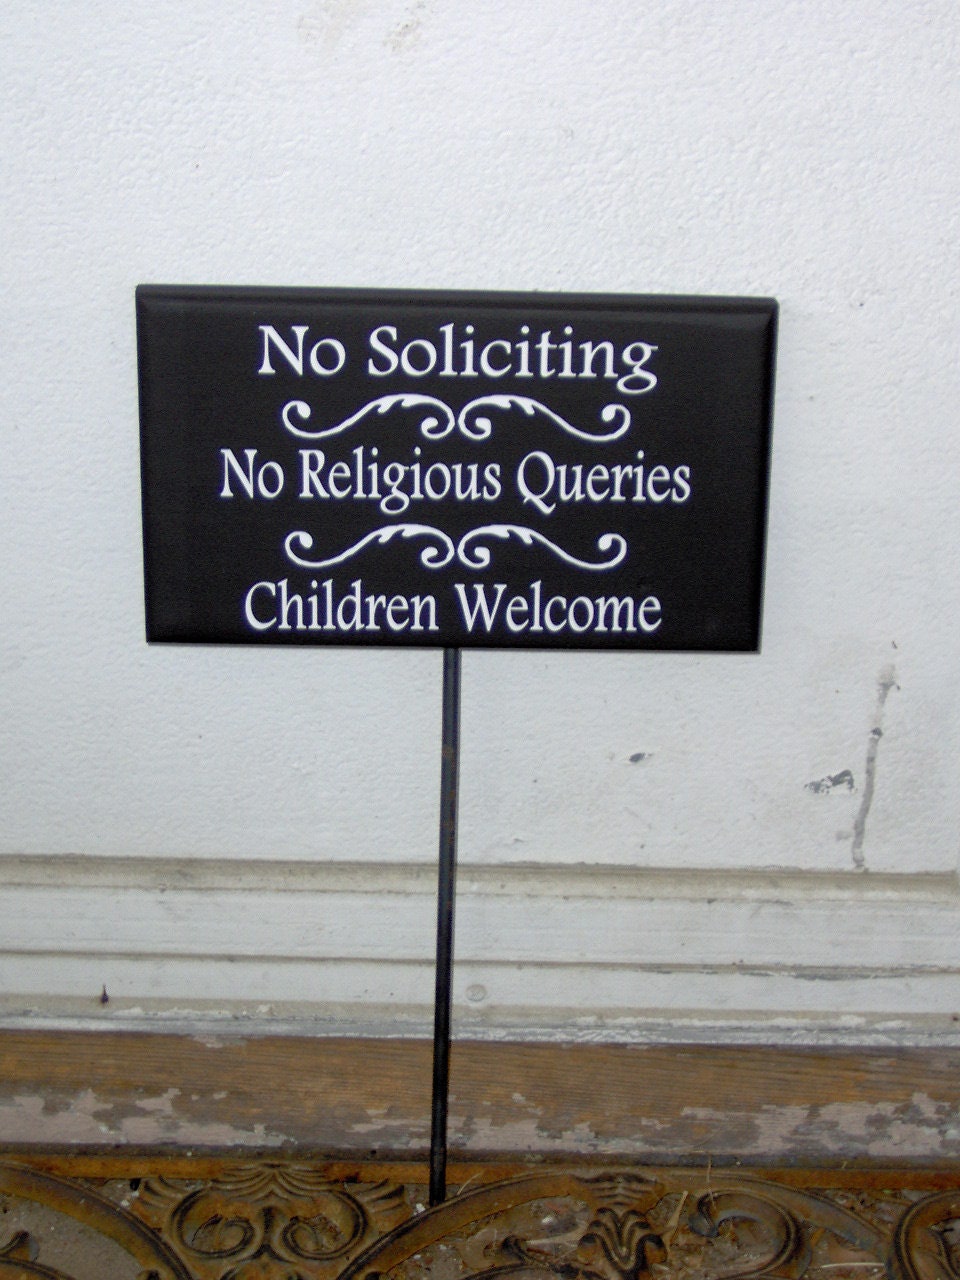 No Soliciting
No Religious Queries
Children Welcome